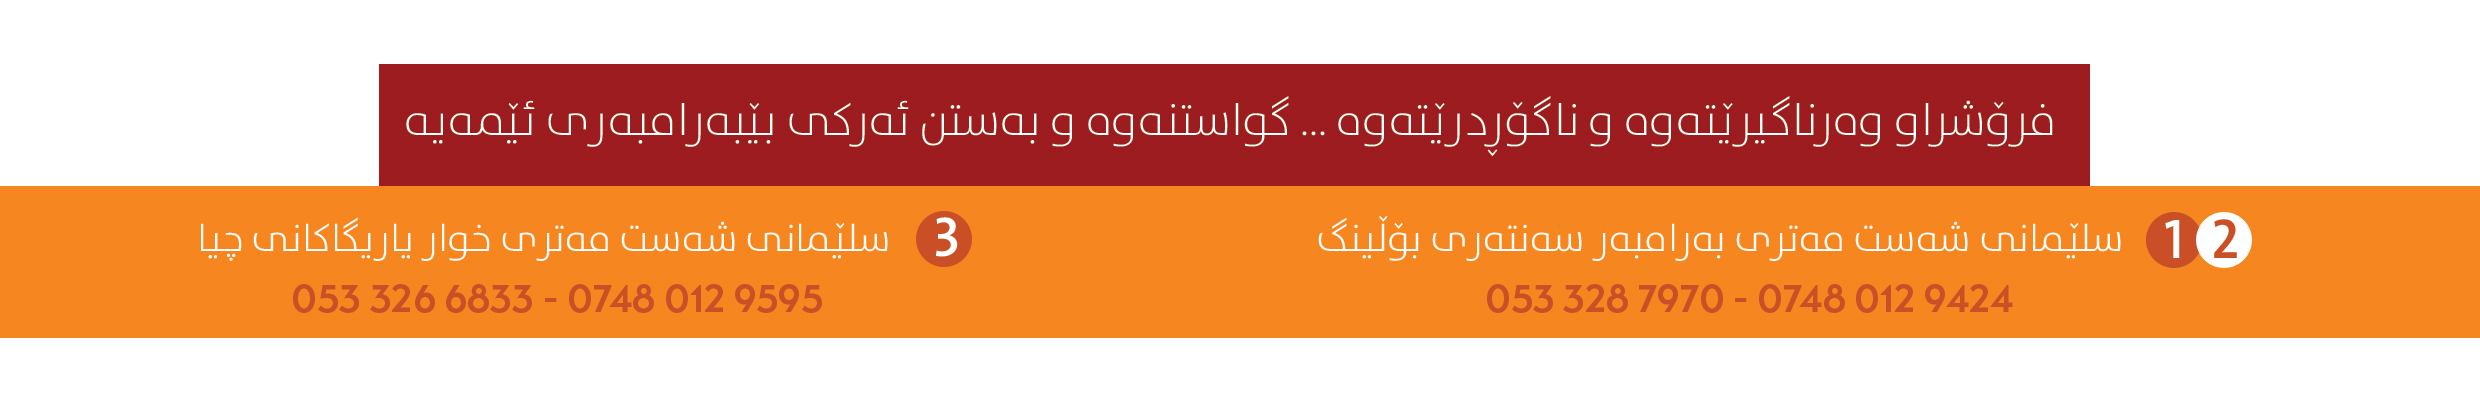 فرۆشراو وەرناگیرێتەوە و ناگۆڕدرێتەوە ... گواستنەوە و بەستن ئەرکی بێبەرامبەری ئێمەیە
1 2 سلێمانی شەست مەتری بەرامبەر سەنتەری بۆڵینگ
053 328 7970 - 0748 012 9424
3 سلێمانی شەست مەتری خوار یاریگاکانی چیا
053 326 6833 - 0748 012 9595